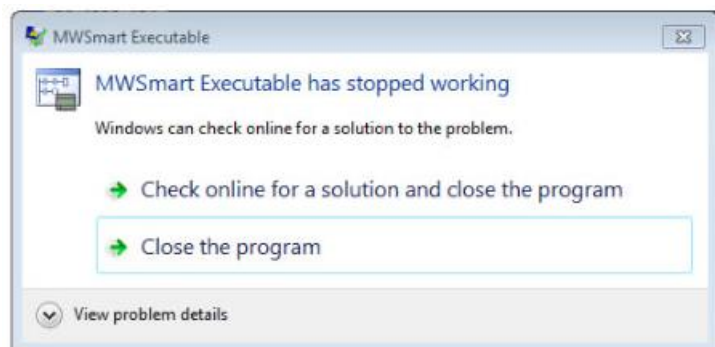 MWSmart Executable
MWSmart Executable has stopped working
Windows can check online for a solution to the problem.
Check online for a solution and close the program
Close the program
View problem details